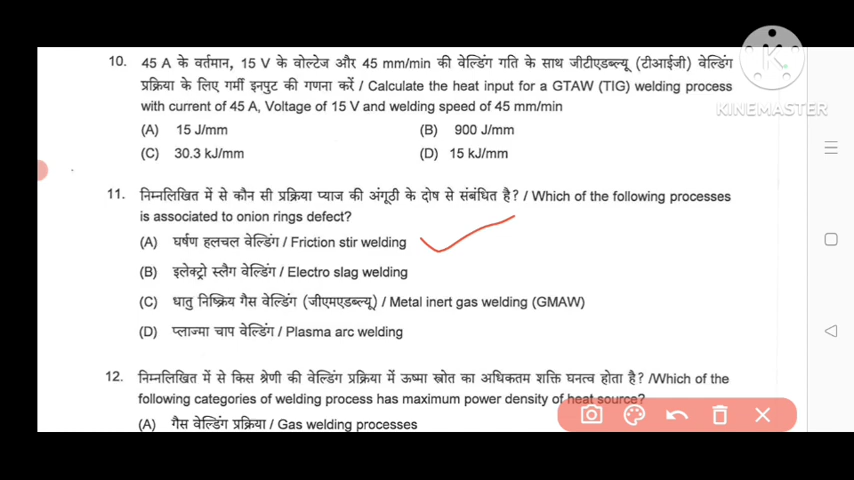 10. 45 A के वर्तमान, 15 V के वोल्टेज और 45 mm/min की वेल्डिंग गति के साथ जीटीएडब्ल्यू (टीआईजी) वेल्डिंग
प्रक्रिया के लिए गर्मी इनपुट की गणना करें / Calculate the heat input for a GTAW (TIG) welding process
with current of 45 A, Voltage of 15 V and welding speed of 45 mm/min
(A) 15 J/mm (B) 900 J/mm
(C) 30.3 kJ/mm (D) 15 kJ/mm
11. निम्नलिखित में से कौन सी प्रक्रिया प्याज की अंगूठी के दोष से संबंधित है? / Which of the following processes
is associated to onion rings defect?
(A) घर्षण हलचल वेल्डिंग / Friction stir welding
(B) इलेक्ट्रो स्लैग वेल्डिंग / Electro slag welding
(C) धातु निष्क्रिय गैस वेल्डिंग (जीएमएडब्ल्यू) / Metal inert gas welding (GMAW)
(D) प्लाज्मा चाप वेल्डिंग / Plasma arc welding
12. निम्नलिखित में से किस श्रेणी की वेल्डिंग प्रक्रिया में ऊष्मा स्त्रोत का अधिकतम शक्ति घनत्व होता है? /Which of the
following categories of welding process has maximum power density of heat source?
(A) गैस वेल्डिंग प्रक्रिया / Gas welding processes
K
KINEMASTER